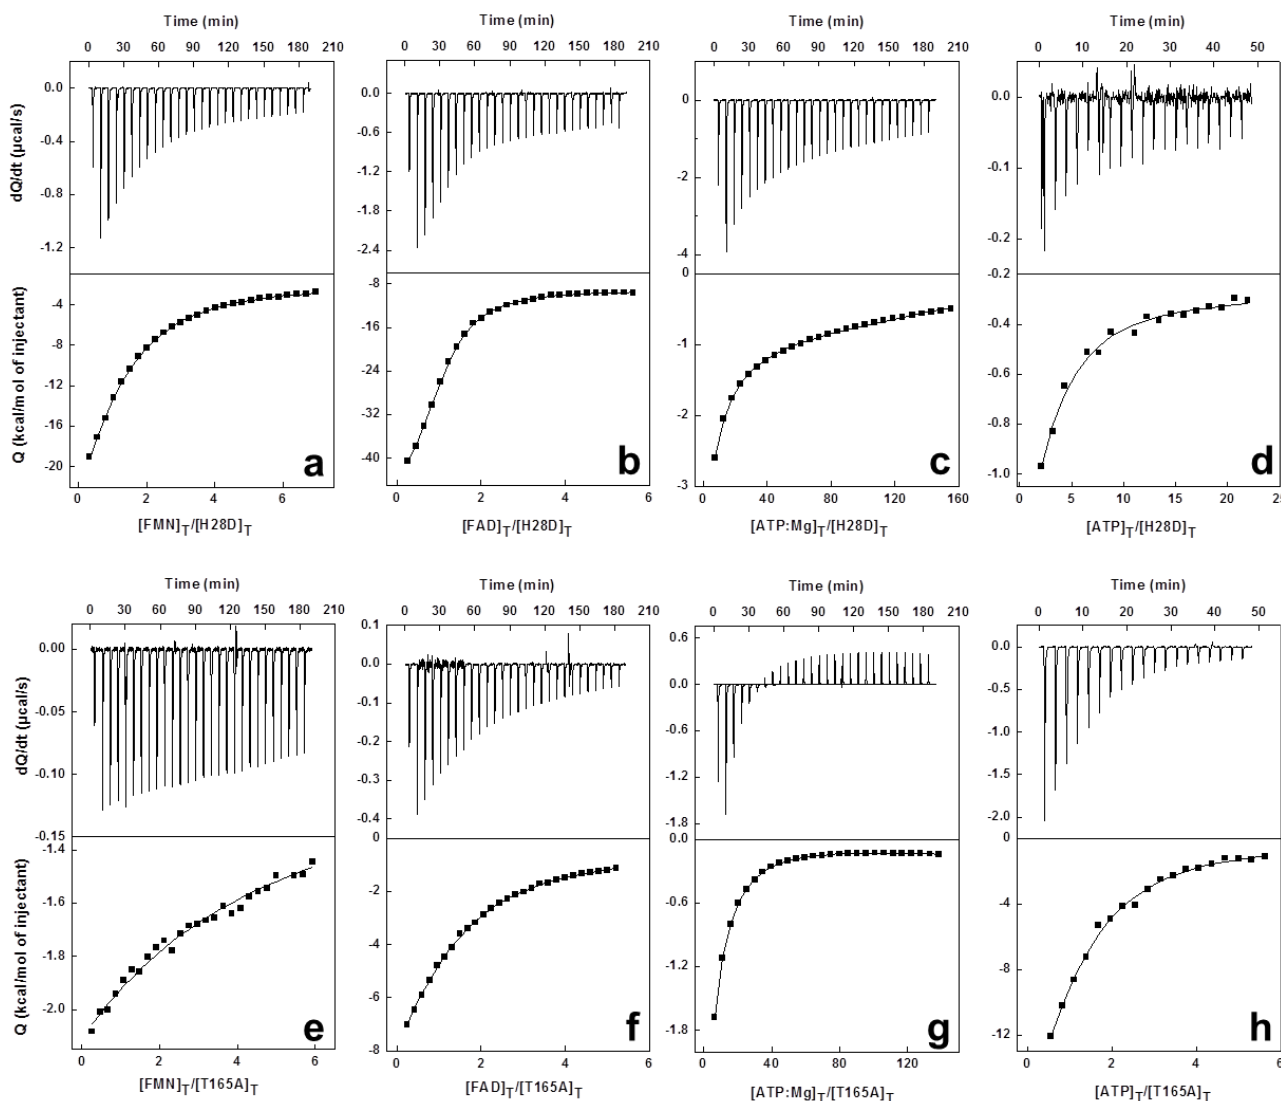 Time (min) Time (min) Time (min) Time (min)
0 30 60 90 120 150 180 210 0 30 60 90 120 150 180 210 0 30 60 90 120 150 180 210 0 10 20 30 40 50
dQ/dt (µcal/s)
0.0 -0.4 -0.8 -1.2
0.0 -0.6 -1.2 -1.8 -2.4
0 -2 -4
0.0 -0.1 -0.2
Q (kcal/mol of injectant)
-4 -8 -12 -16 -20
-8 -16 -24 -32 -40
0 -1 -2 -3
-0.2 -0.4 -0.6 -0.8 -1.0
a b c d
0 2 4 6 0 2 4 6 0 40 80 120 160 0 5 10 15 20 25
[FMN]T/[H28D]T [FAD]T/[H28D]T [ATP:Mg]T/[H28D]T [ATP]T/[H28D]T
Time (min) Time (min) Time (min) Time (min)
0 30 60 90 120 150 180 210 0 30 60 90 120 150 180 210 0 30 60 90 120 150 180 210 0 10 20 30 40 50
dQ/dt (µcal/s)
0.00 -0.05 -0.10 -0.15
0.1 0.0 -0.1 -0.2 -0.3 -0.4
0.6 0.0 -0.6 -1.2 -1.8
0.0 -0.5 -1.0 -1.5 -2.0
Q (kcal/mol of injectant)
-1.4 -1.6 -1.8 -2.0
0 -2 -4 -6 -8
0.0 -0.6 -1.2 -1.8
0 -4 -8 -12
e f g h
0 2 4 6 0 2 4 6 0 40 80 120 0 1 2 3 4 5 6
[FMN]T/[T165A]T [FAD]T/[T165A]T [ATP:Mg]T/[T165A]T [ATP]T/[T165A]T